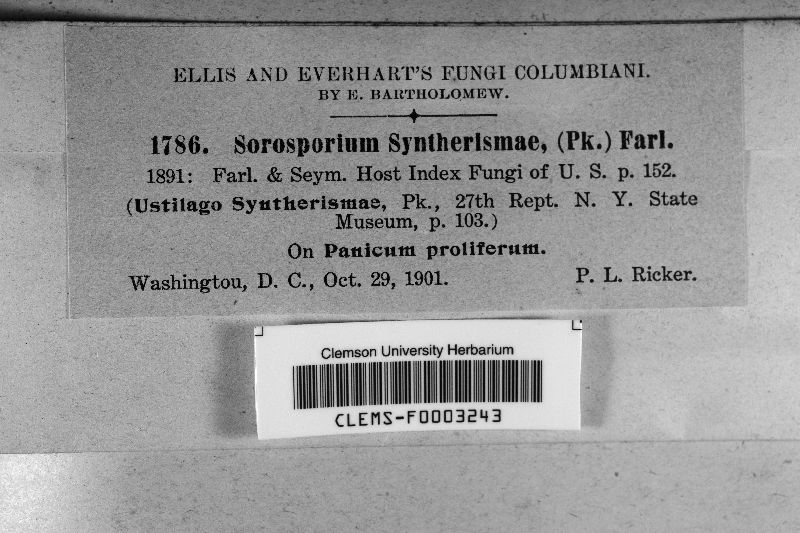 ELLIS AND EVERHART'S FUNGI COLUMBIANI.
BY E. BARTHOLOMEW.
1786. Sorosporium Syntherismae, (Pk.) Farl.
1891: Farl. & Seym. Host Index Fungi of U. S. p. 152.
(Ustilago Syntherismae, Pk., 27th Rept. N. Y. State
Museum, p. 103.)
On Panicum proliferum.
Washingtou, D. C., Oct. 29, 1901. P. L. Ricker.
Clemson University Herbarium
CLEMS-F0003243